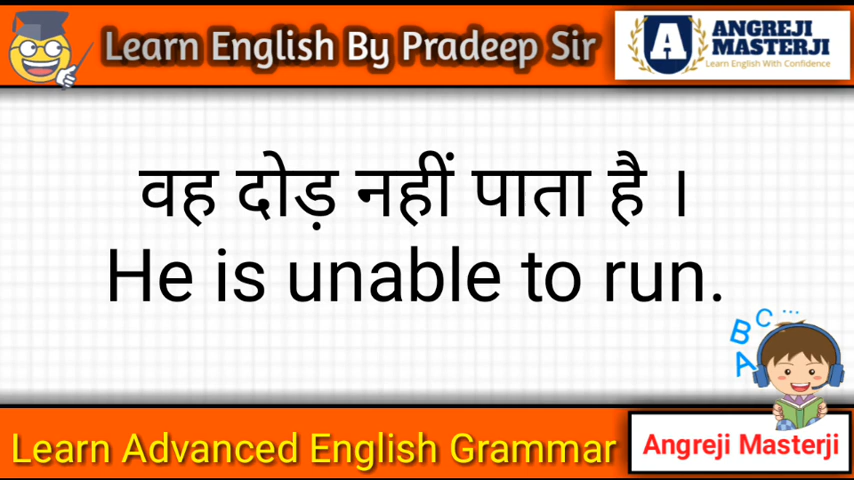 Learn English By Pradeep Sir
A
ANGREJI
MASTERJI
Learn English With Confidence
वह दोड़ नहीं पाता है ।
He is unable to run.
A B C ...
Learn Advanced English Grammar
Angreji Masterji